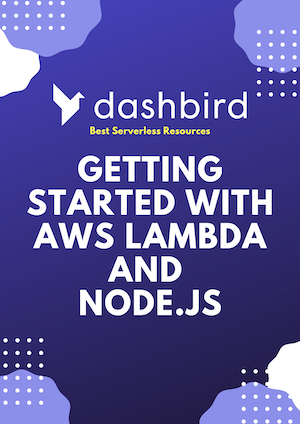 dashbird
Best Serverless Resources
GETTING
STARTED WITH
AWS LAMBDA
AND
NODE.JS